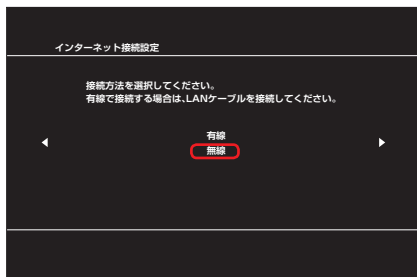 インターネット接続設定
接続方法を選択してください。
有線で接続する場合は、LANケーブルを接続してください。
有線
無線